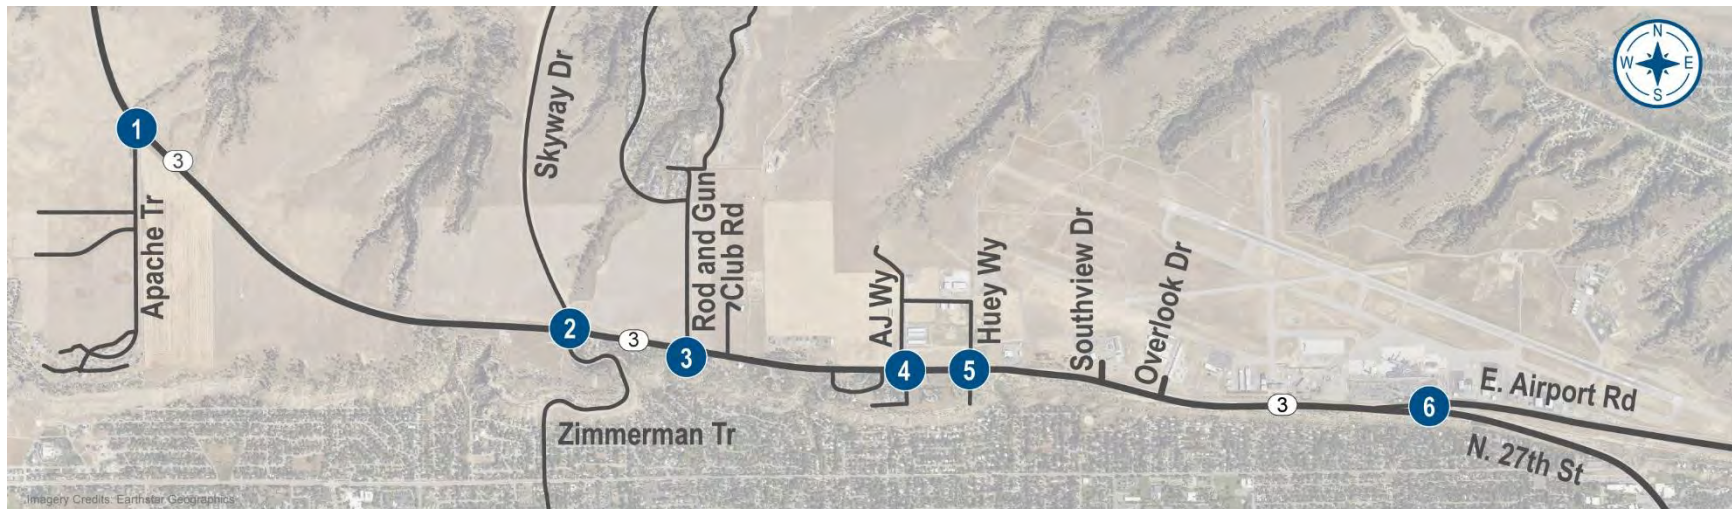 N
W
E
S
1
3
Apache Tr
Skyway Dr
2
3
Zimmerman Tr
Rod and Gun
Club Rd
3
AJ Wy
4
Huey Wy
5
Southview Dr
Overlook Dr
3
6
E. Airport Rd
N. 27th St
Imagery Credits: Earthstar Geographics